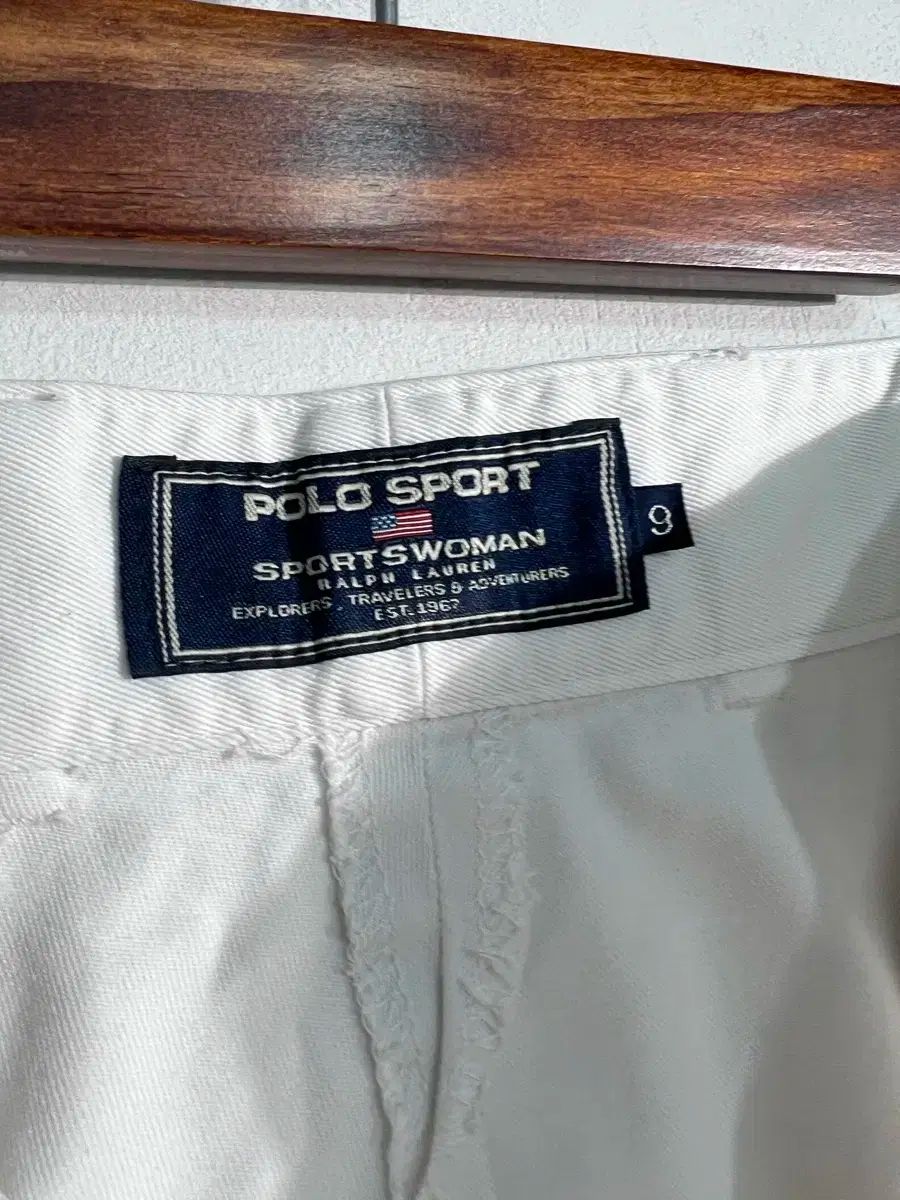 POLO SPORT
SPORTSWOMAN
RALPH LAUREN
EXPLORERS - TRAVELERS & ADVENTURERS
EST. 1967
9